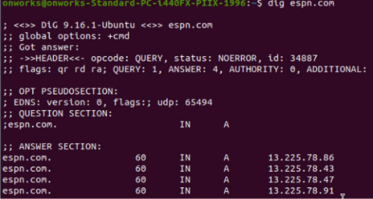 onworks@onworks-Standard-PC-i440FX-PIIX-1996:~$ dig espn.com
; <<>> DiG 9.16.1-Ubuntu <<>> espn.com
;; global options: +cmd
;; Got answer:
;; ->>HEADER<<- opcode: QUERY, status: NOERROR, id: 34887
;; flags: qr rd ra; QUERY: 1, ANSWER: 4, AUTHORITY: 0, ADDITIONAL:
;; OPT PSEUDOSECTION:
; EDNS: version: 0, flags:; udp: 65494
;; QUESTION SECTION:
;espn.com. IN A
;; ANSWER SECTION:
espn.com. 60 IN A 13.225.78.86
espn.com. 60 IN A 13.225.78.43
espn.com. 60 IN A 13.225.78.47
espn.com. 60 IN A 13.225.78.91